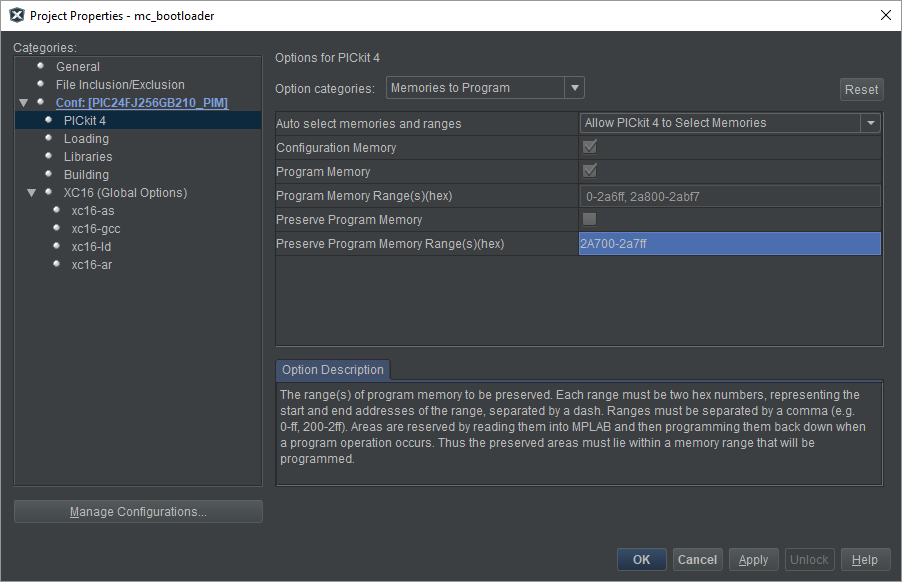 Project Properties - mc_bootloader
Categories:
General
File Inclusion/Exclusion
Conf: [PIC24FJ256GB210_PIM]
PICkit 4
Loading
Libraries
Building
XC16 (Global Options)
xc16-as
xc16-gcc
xc16-ld
xc16-ar
Manage Configurations...
Options for PICkit 4
Option categories: Memories to Program Reset
Auto select memories and ranges Allow PICkit 4 to Select Memories
Configuration Memory
Program Memory
Program Memory Range(s)(hex) 0-2a6ff, 2a800-2abf7
Preserve Program Memory
Preserve Program Memory Range(s)(hex) 2A700-2a7ff
Option Description
The range(s) of program memory to be preserved. Each range must be two hex numbers, representing the
start and end addresses of the range, separated by a dash. Ranges must be separated by a comma (e.g.
0-ff, 200-2ff). Areas are reserved by reading them into MPLAB and then programming them back down when
a program operation occurs. Thus the preserved areas must lie within a memory range that will be
programmed.
OK Cancel Apply Unlock Help